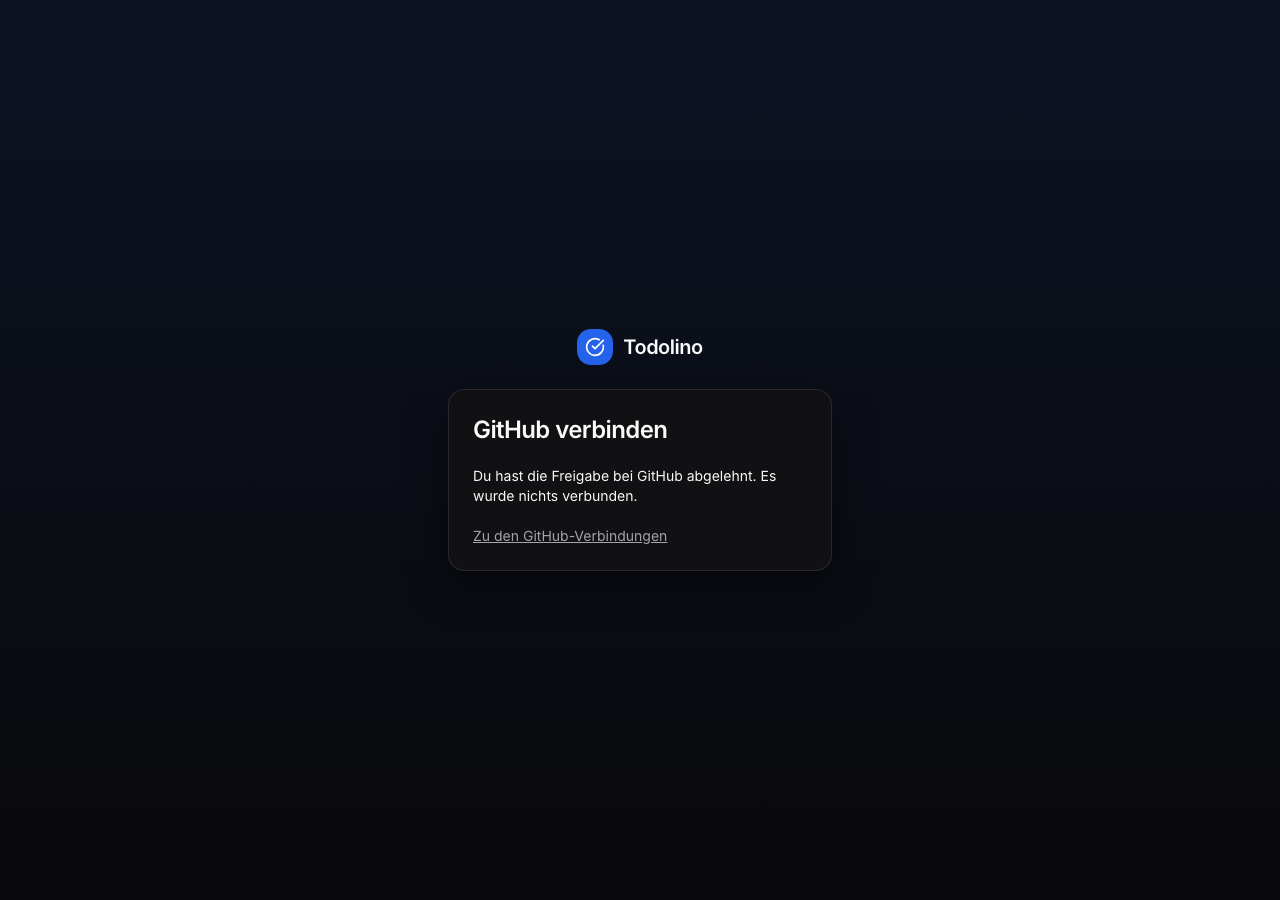 Todolino
GitHub verbinden
Du hast die Freigabe bei GitHub abgelehnt. Es
wurde nichts verbunden.
Zu den GitHub-Verbindungen